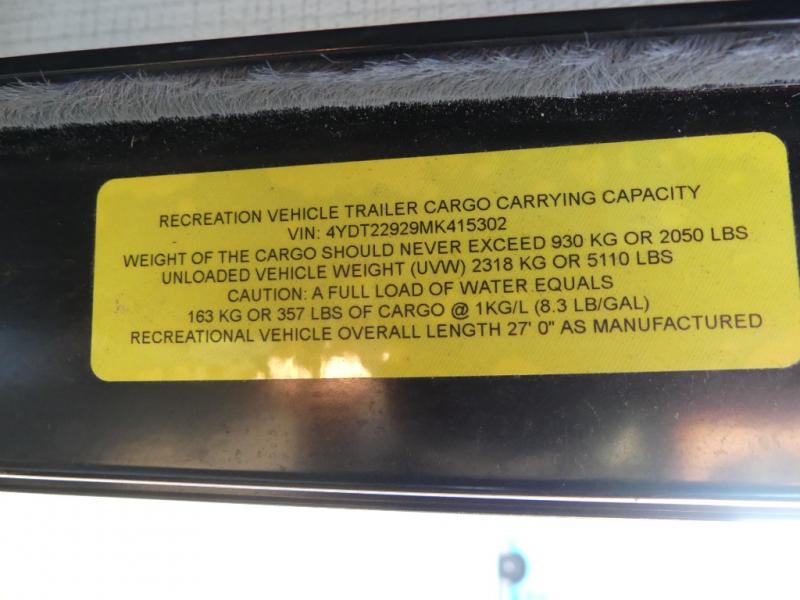 RECREATION VEHICLE TRAILER CARGO CARRYING CAPACITY
VIN: 4YDT22929MK415302
WEIGHT OF THE CARGO SHOULD NEVER EXCEED 930 KG OR 2050 LBS
UNLOADED VEHICLE WEIGHT (UVW) 2318 KG OR 5110 LBS
CAUTION: A FULL LOAD OF WATER EQUALS
163 KG OR 357 LBS OF CARGO @ 1KG/L (8.3 LB/GAL)
RECREATIONAL VEHICLE OVERALL LENGTH 27' 0" AS MANUFACTURED